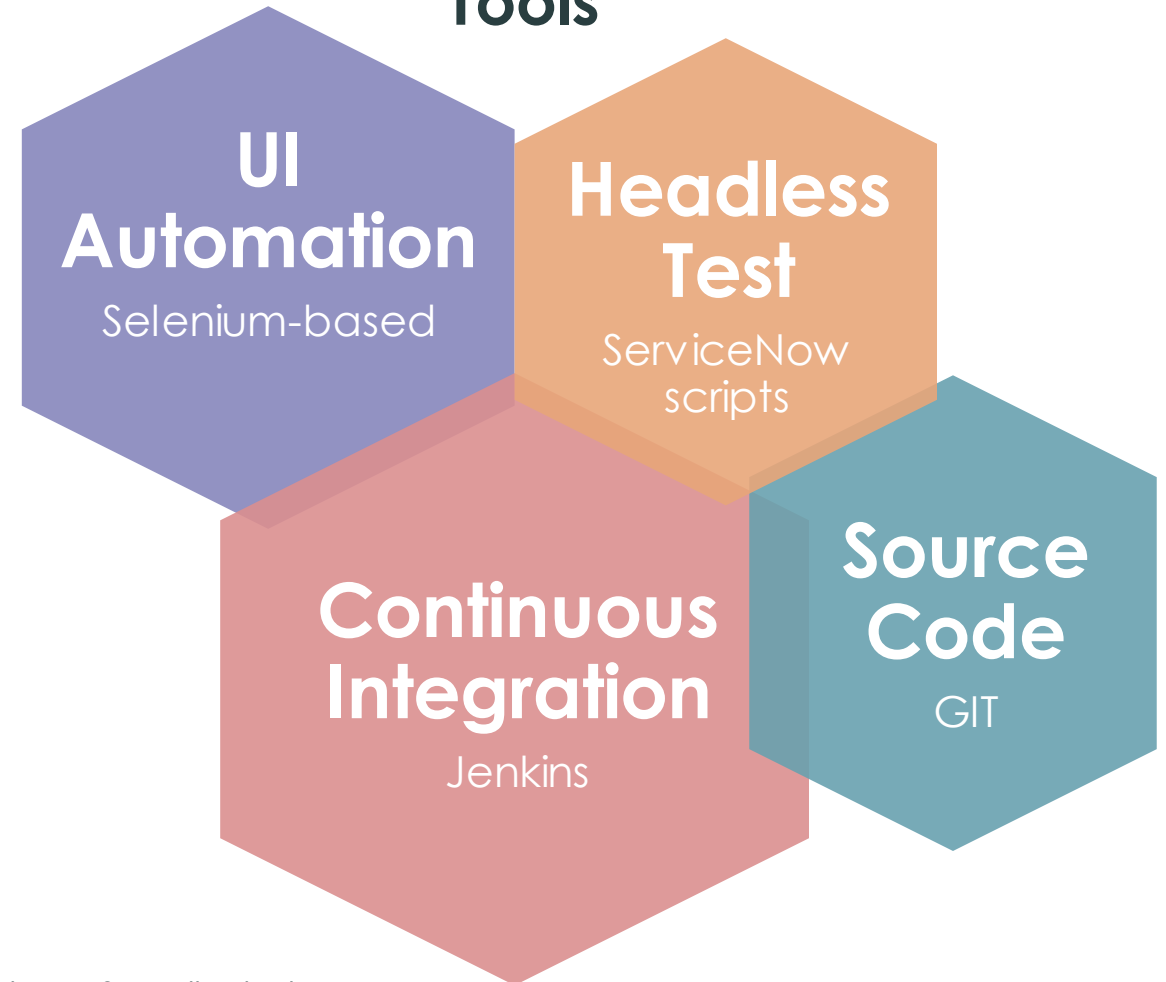 Tools
UI
Automation
Selenium-based
Headless
Test
ServiceNow
scripts
Continuous
Integration
Jenkins
Source
Code
GIT